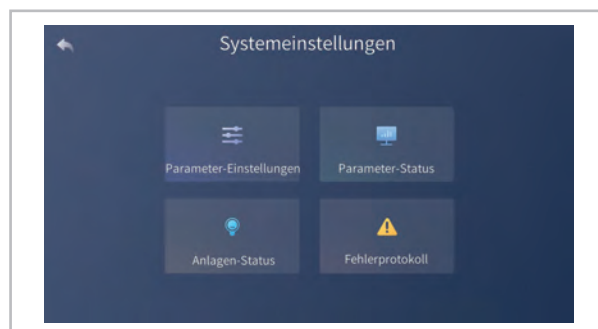 Systemeinstellungen
Parameter-Einstellungen
Parameter-Status
Anlagen-Status
Fehlerprotokoll